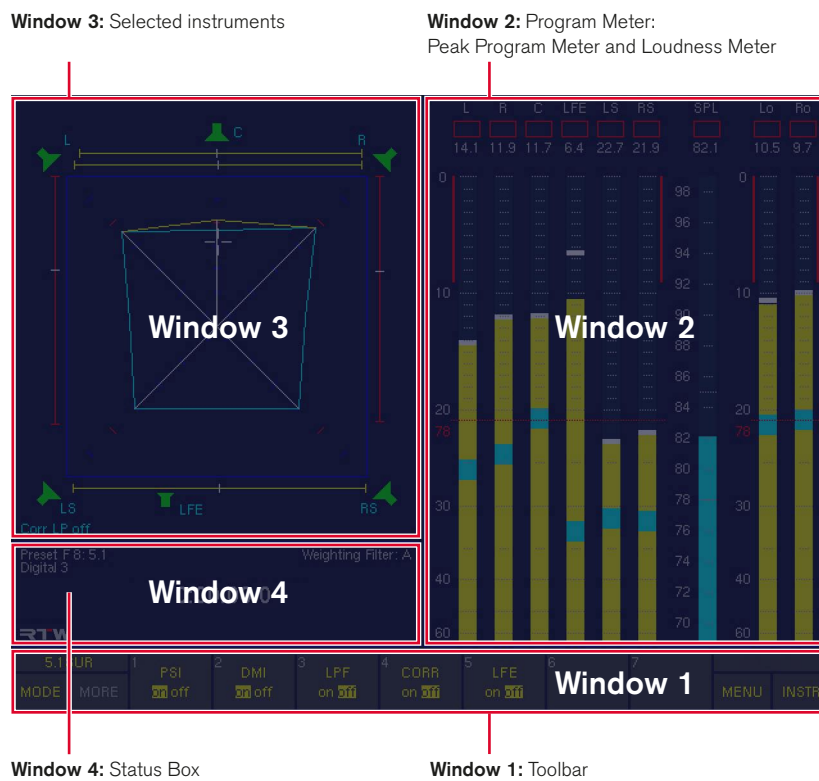 Window 3: Selected instruments
Window 2: Program Meter:
Peak Program Meter and Loudness Meter
L R C LFE LS RS SPL Lo Ro
14.1 11.9 11.7 6.4 22.7 21.9 82.1 10.5 9.7
L C R
0 98 0
96
94
92
10 90 10
88
86
84
20 82 20
78 80 78
30 78 30
76
74
40 72 40
70
60 60
Window 3
Window 2
LS LFE RS
Corr LP off
Preset F 8: 5.1 Weighting Filter: A
Digital 3
Window 4
RTW
1 2 3 4 5 6 7
PSI DMI LPF CORR LFE
MODE MORE on off on off on off on off on off Window 1 MENU
Window 4: Status Box
Window 1: Toolbar